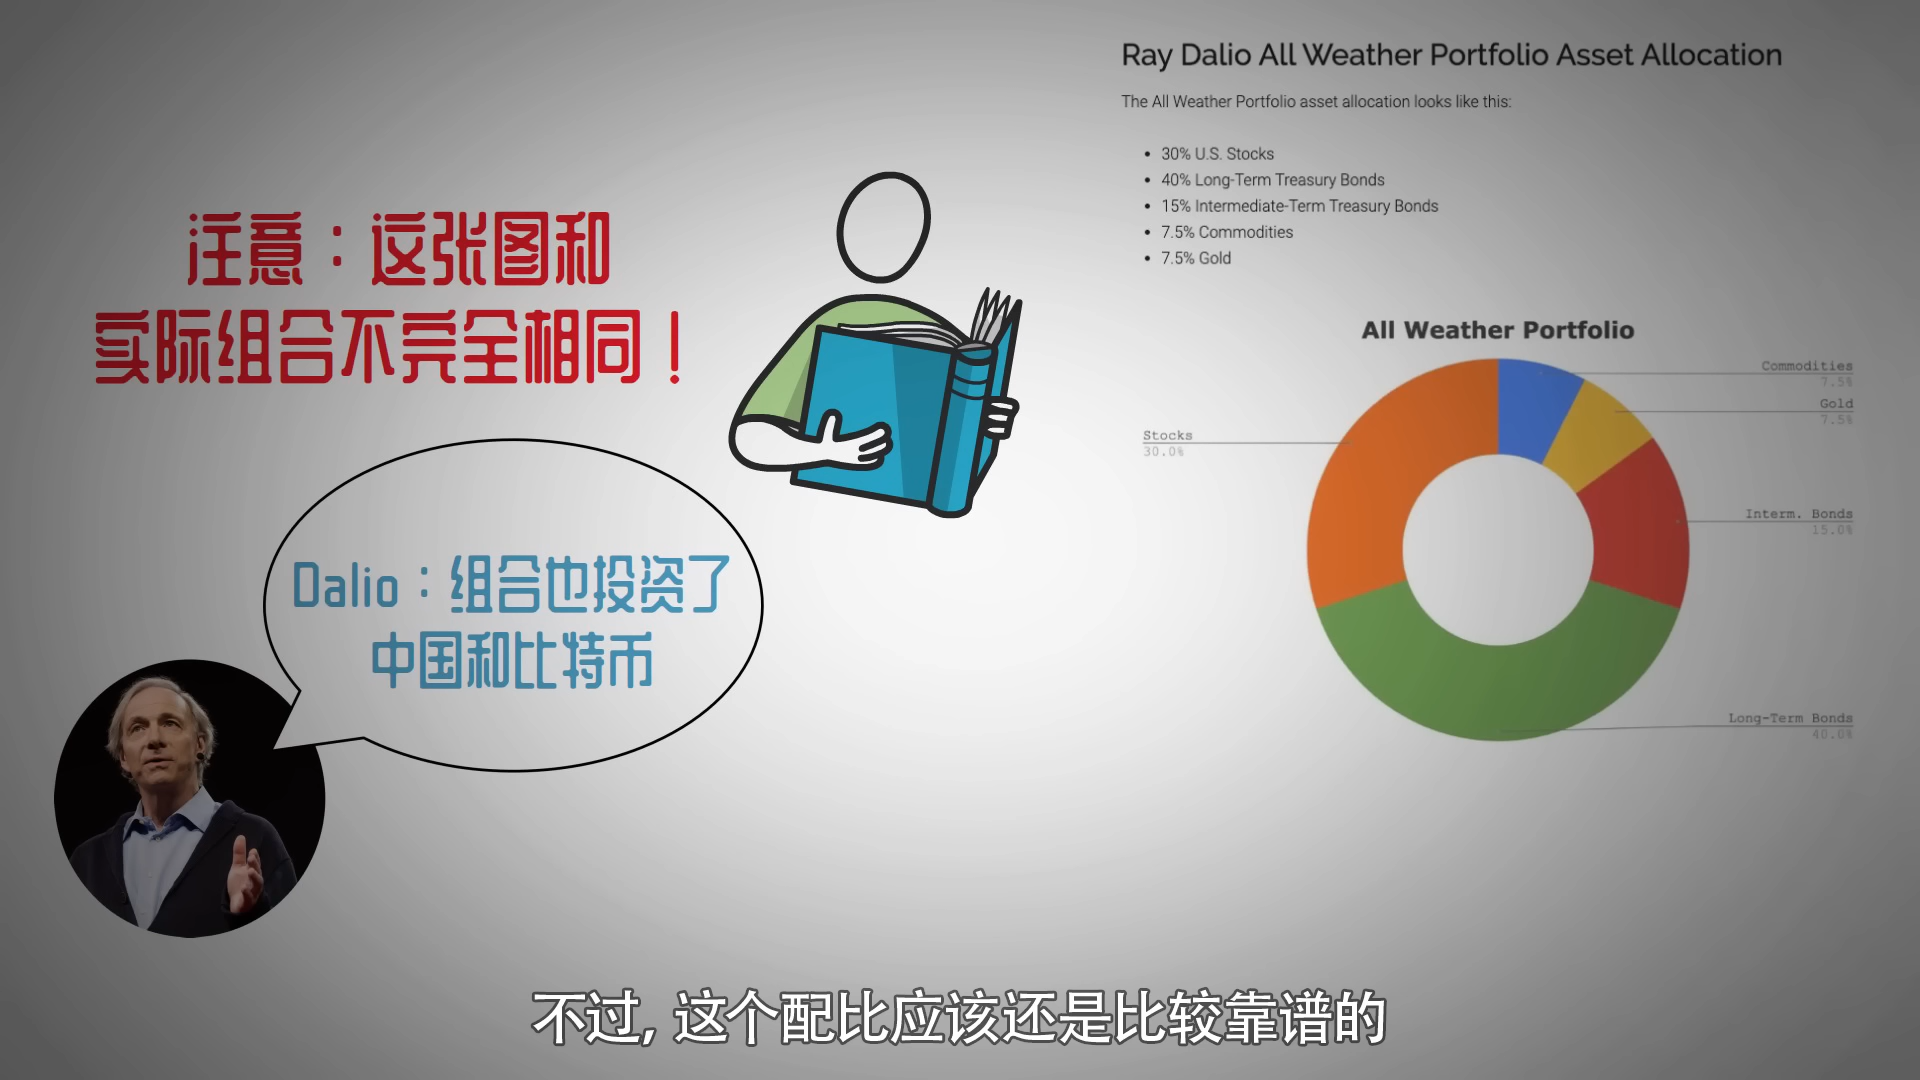 Ray Dalio All Weather Portfolio Asset Allocation
The All Weather Portfolio asset allocation looks like this:
• 30% U.S. Stocks
• 40% Long-Term Treasury Bonds
• 15% Intermediate-Term Treasury Bonds
• 7.5% Commodities
• 7.5% Gold
注意：这张图和
实际组合不完全相同！
All Weather Portfolio
Commodities
7.5%
Gold
7.5%
Stocks
30.0%
Interm. Bonds
15.0%
Long-Term Bonds
40.0%
Dalio：组合也投资了
中国和比特币
不过, 这个配比应该还是比较靠谱的